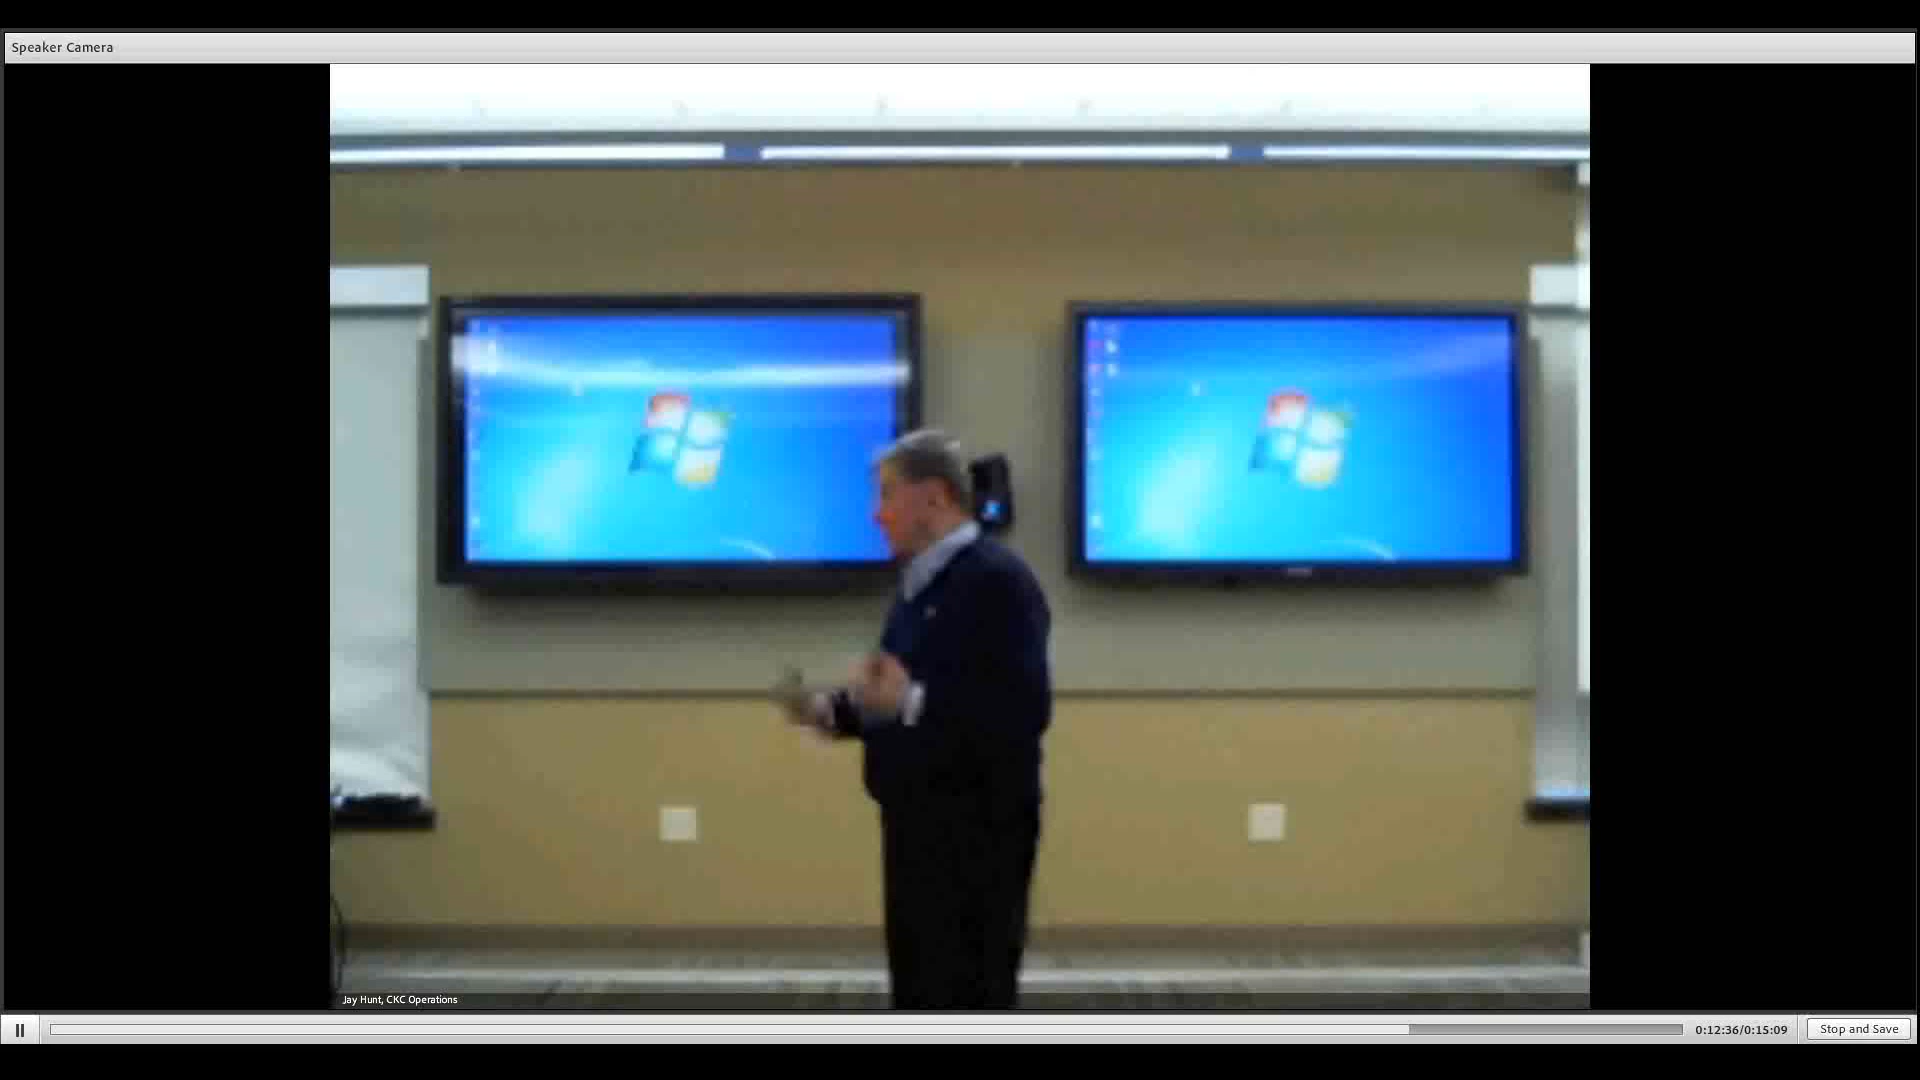 Speaker Camera
Jay Hunt, CKC Operations
0:12:36/0:15:09
Stop and Save